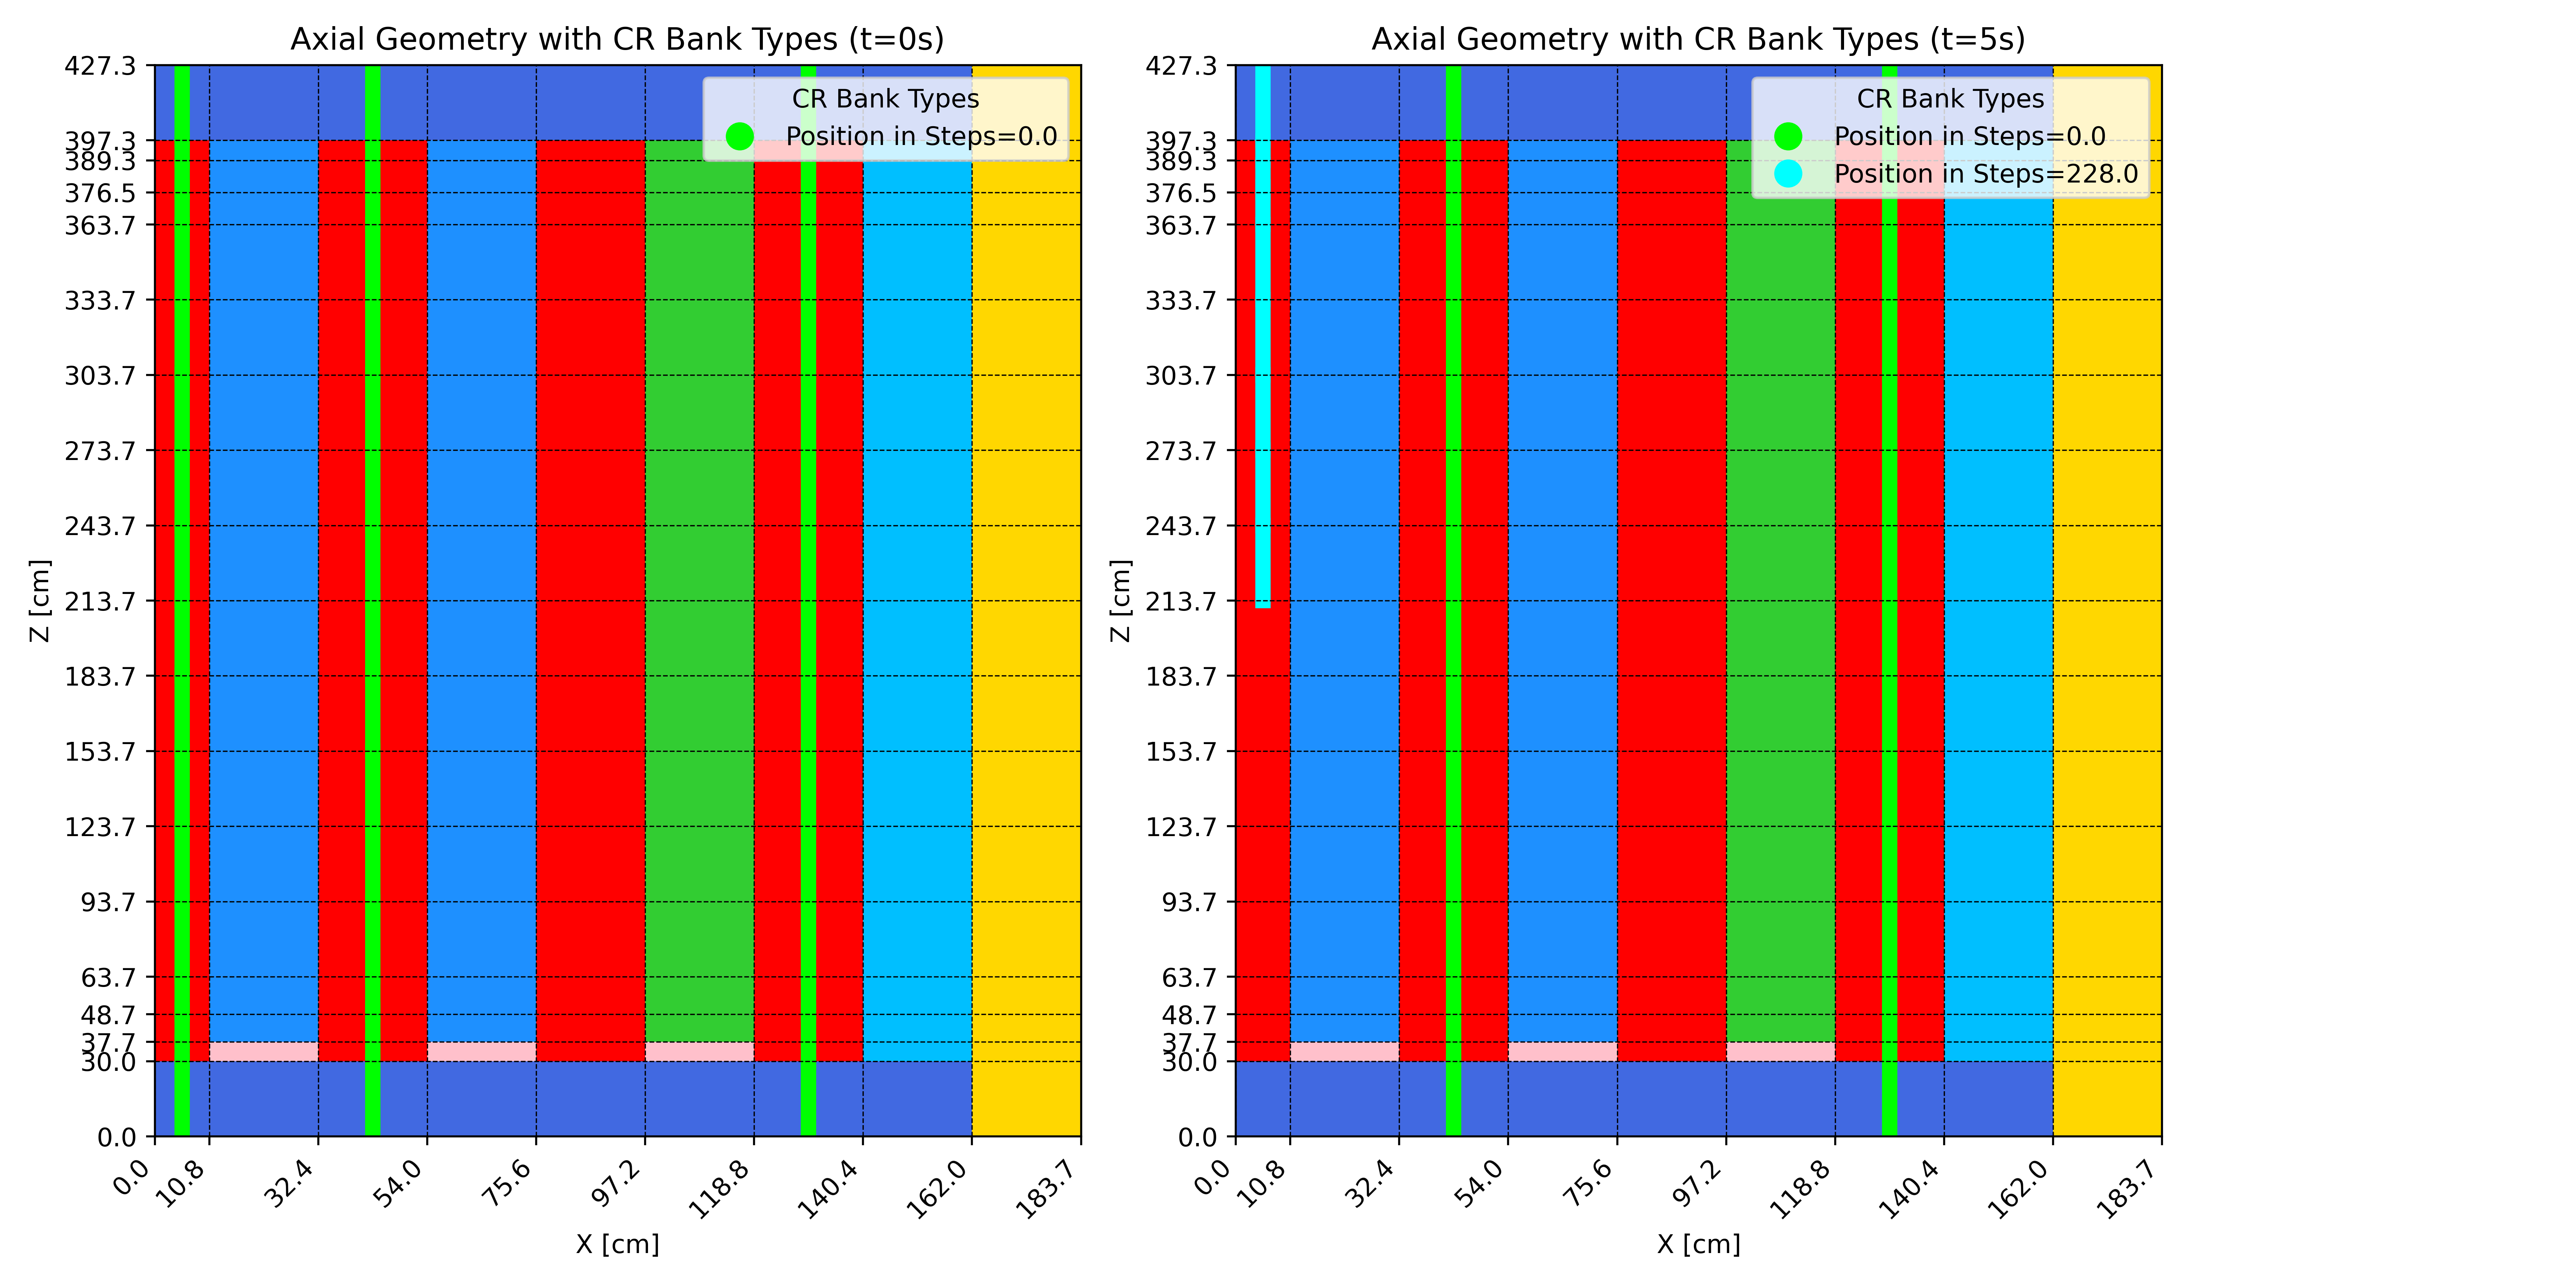 Axial Geometry with CR Bank Types (t=0s)
CR Bank Types
Position in Steps=0.0
427.3
397.3
389.3
376.5
363.7
333.7
303.7
273.7
243.7
213.7
183.7
153.7
123.7
93.7
63.7
48.7
37.7
30.0
0.0
Z [cm]
0.0 10.8 32.4 54.0 75.6 97.2 118.8 140.4 162.0 183.7
X [cm]
Axial Geometry with CR Bank Types (t=5s)
CR Bank Types
Position in Steps=0.0
Position in Steps=228.0
427.3
397.3
389.3
376.5
363.7
333.7
303.7
273.7
243.7
213.7
183.7
153.7
123.7
93.7
63.7
48.7
37.7
30.0
0.0
Z [cm]
0.0 10.8 32.4 54.0 75.6 97.2 118.8 140.4 162.0 183.7
X [cm]